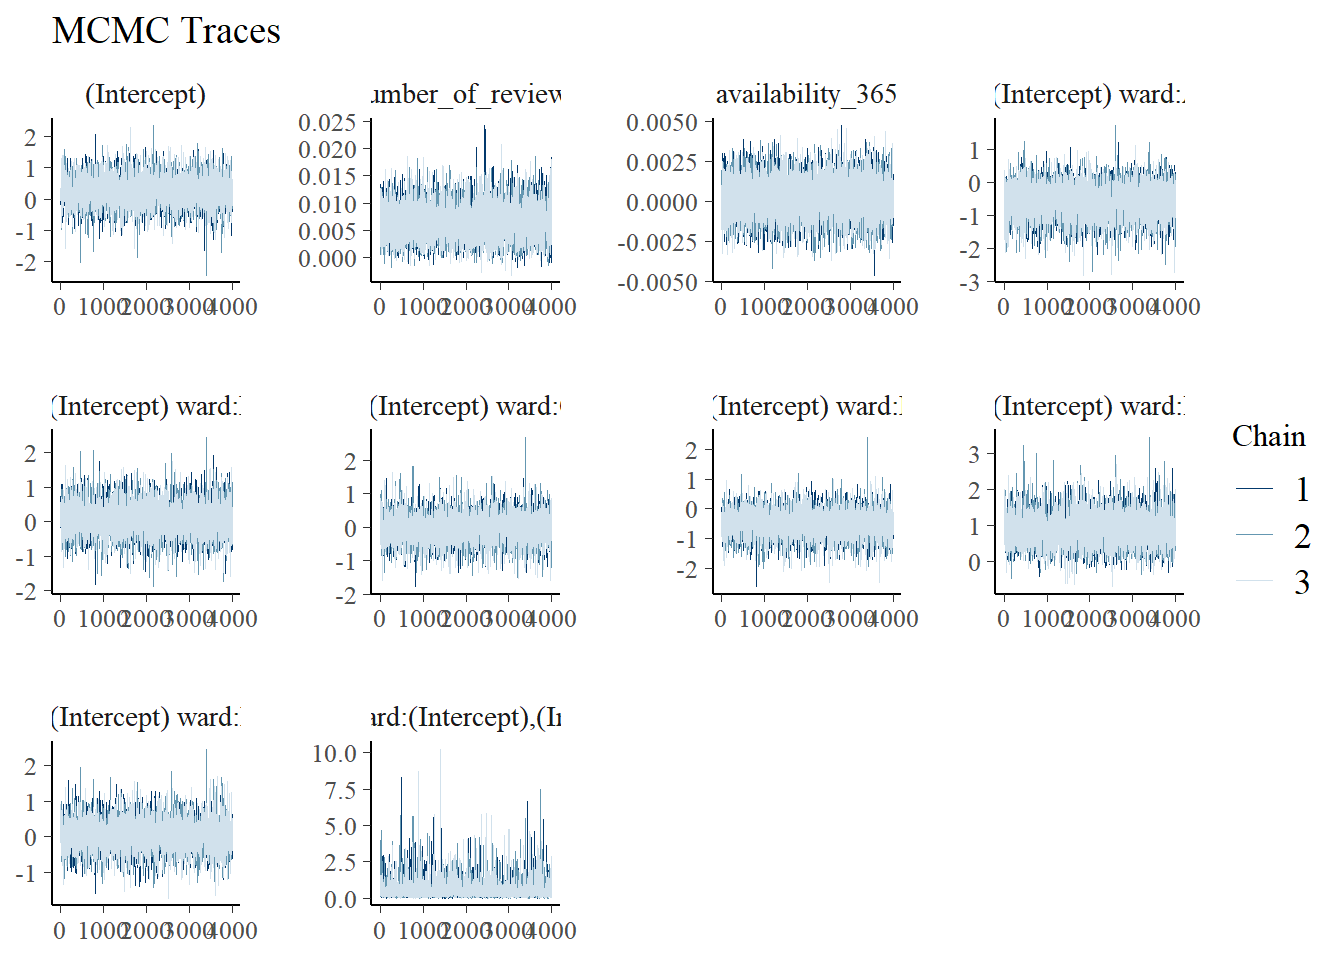 MCMC Traces
(Intercept)
umber_of_review
availability_365
(Intercept) ward:
2
1
0
-1
-2
0 1000 2000 3000 4000
0.025
0.020
0.015
0.010
0.005
0.000
0 1000 2000 3000 4000
0.0050
0.0025
0.0000
-0.0025
-0.0050
0 1000 2000 3000 4000
1
0
-1
-2
-3
0 1000 2000 3000 4000
(Intercept) ward:
(Intercept) ward:
(Intercept) ward:
(Intercept) ward:
2
1
0
-1
-2
0 1000 2000 3000 4000
2
1
0
-1
-2
0 1000 2000 3000 4000
2
1
0
-1
-2
0 1000 2000 3000 4000
3
2
1
0
0 1000 2000 3000 4000
Chain
1
2
3
(Intercept) ward:
ard:(Intercept),(I
2
1
0
-1
0 1000 2000 3000 4000
10.0
7.5
5.0
2.5
0.0
0 1000 2000 3000 4000